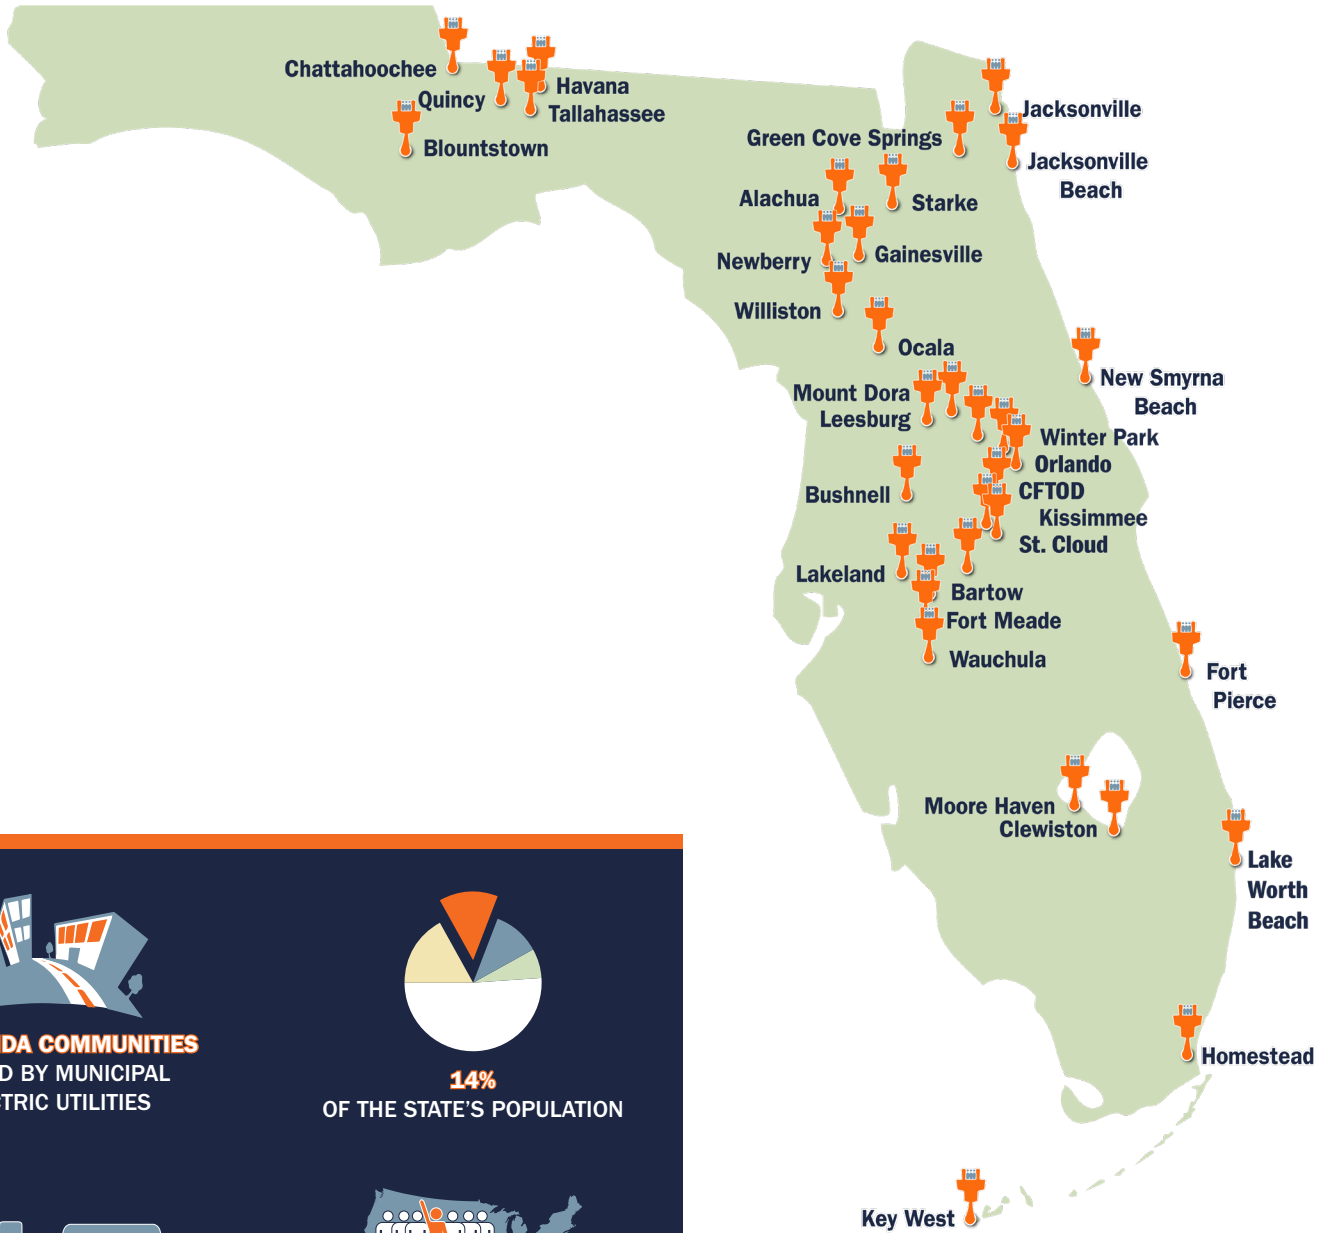 Chattahoochee
Quincy
Havana
Tallahassee
Blountstown
Jacksonville
Green Cove Springs
Jacksonville
Beach
Alachua
Starke
Newberry
Gainesville
Williston
Ocala
New Smyrna
Beach
Mount Dora
Leesburg
Winter Park
Orlando
Bushnell
CFTOD
Kissimmee
St. Cloud
Lakeland
Bartow
Fort Meade
Wauchula
Fort
Pierce
Moore Haven
Clewiston
Lake
Worth
Beach
Homestead
Key West
DA COMMUNITIES
D BY MUNICIPAL
TRIC UTILITIES
14%
OF THE STATE'S POPULATION